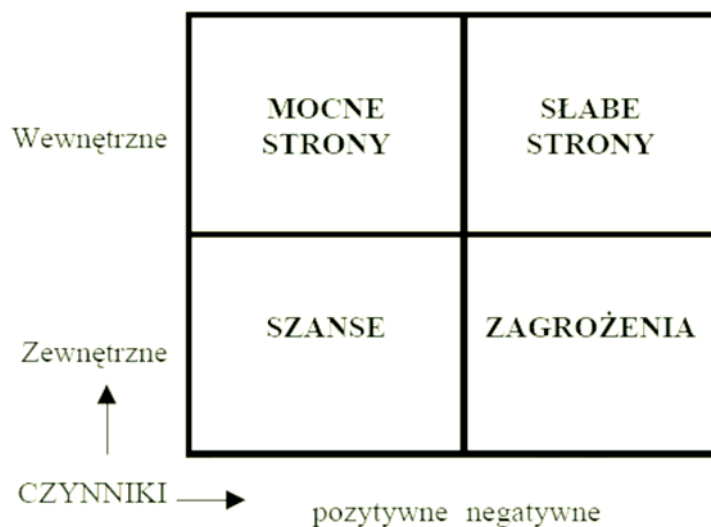 MOCNE
STRONY
SŁABE
STRONY
Wewnętrzne
SZANSE
ZAGROŻENIA
Zewnętrzne
CZYNNIKI
pozytywne negatywne